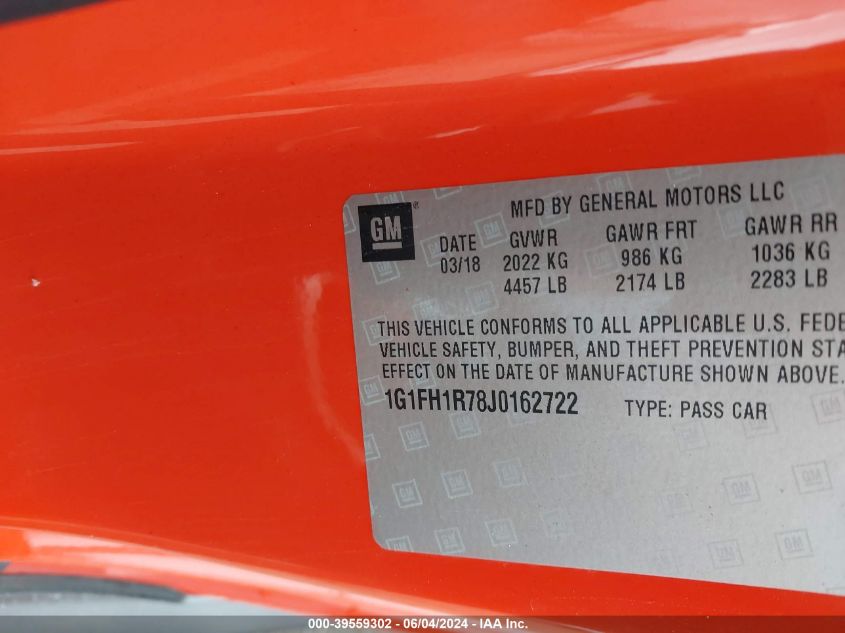 GM ®
MFD BY GENERAL MOTORS LLC
DATE GVWR GAWR FRT GAWR RR
03/18 2022 KG 986 KG 1036 KG
4457 LB 2174 LB 2283 LB
THIS VEHICLE CONFORMS TO ALL APPLICABLE U.S. FEDE
VEHICLE SAFETY, BUMPER, AND THEFT PREVENTION STA
EFFECT ON THE DATE OF MANUFACTURE SHOWN ABOVE.
1G1FH1R78J0162722 TYPE: PASS CAR
000-39559302 - 06/04/2024 - IAA Inc.